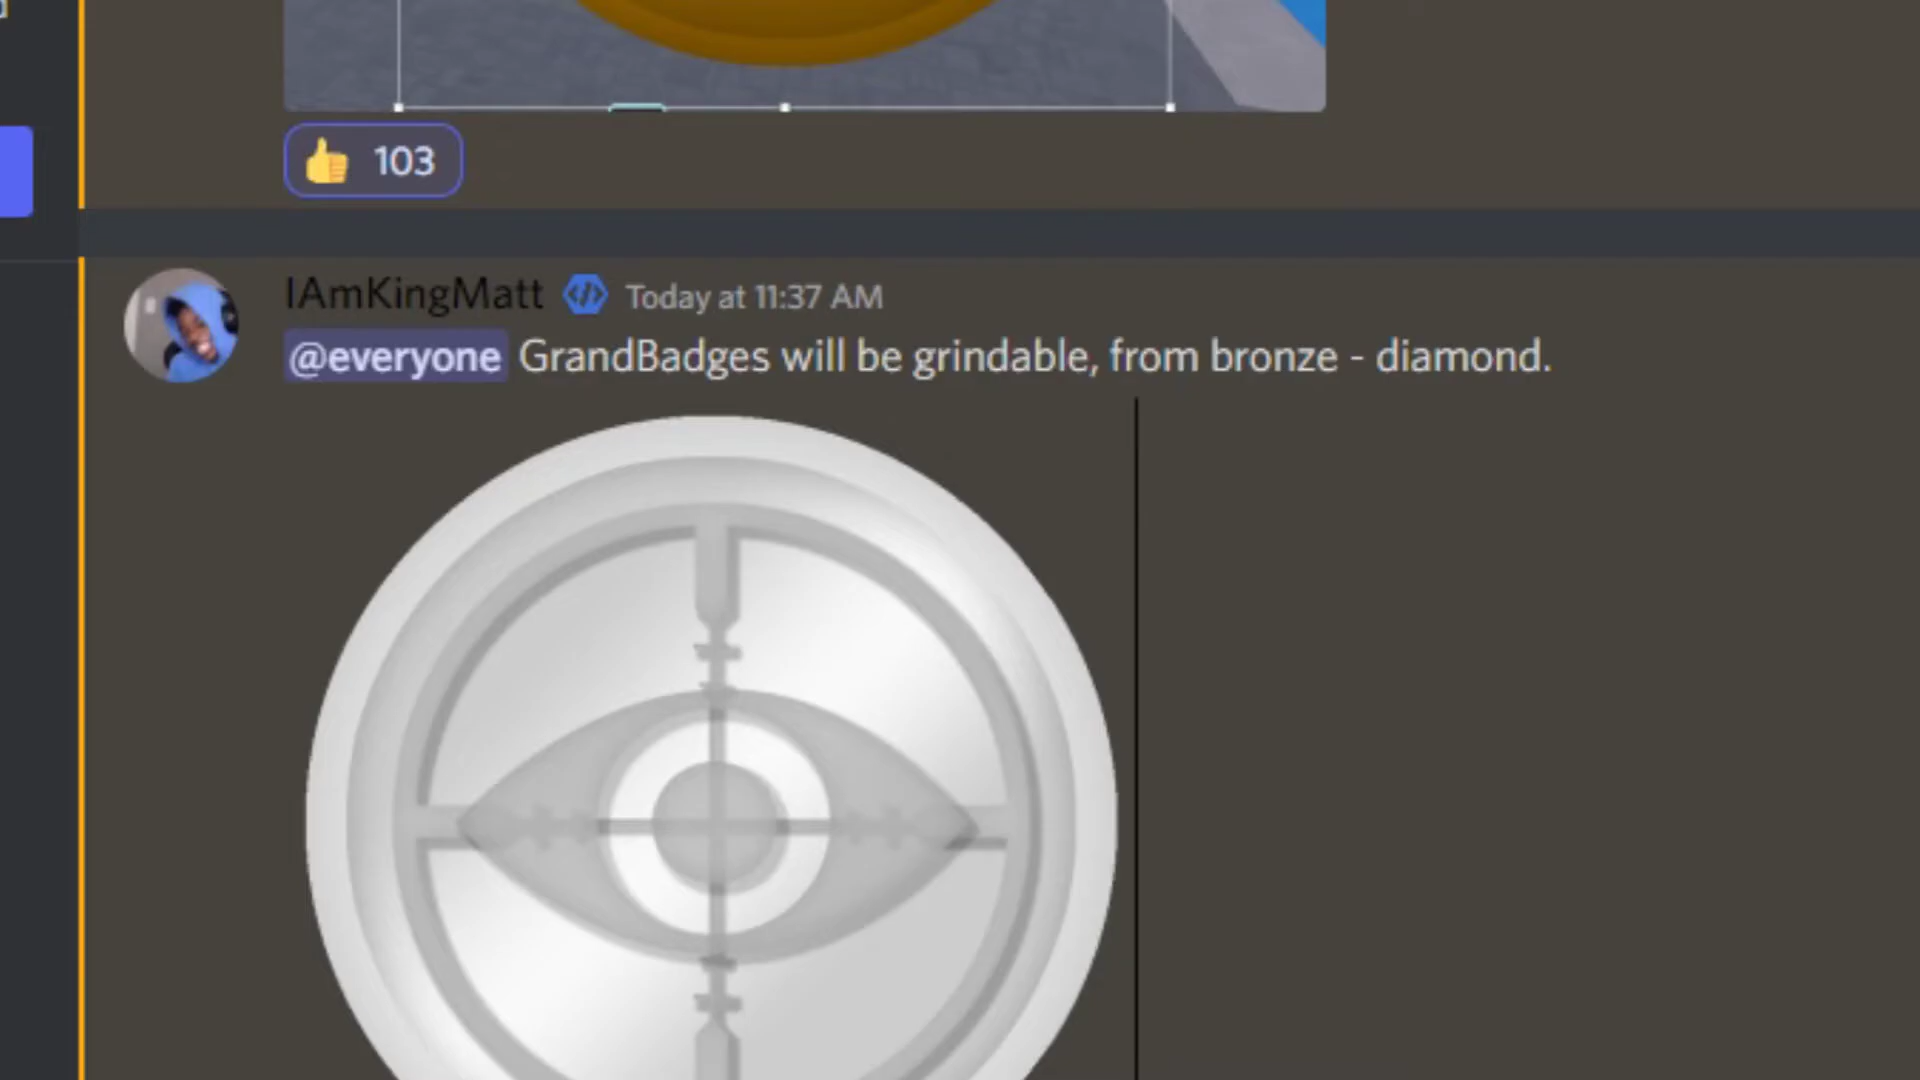 103
IAmKingMatt Today at 11:37 AM
@everyone GrandBadges will be grindable, from bronze - diamond.